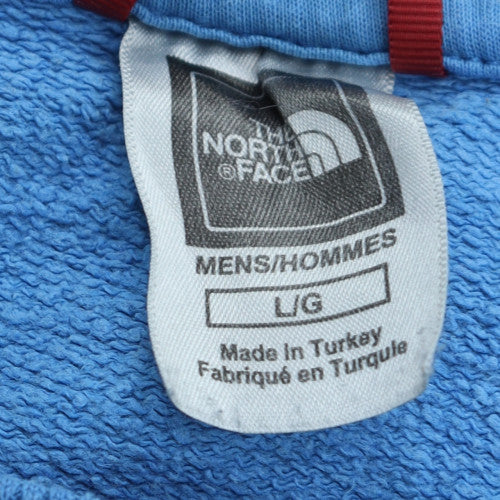 THE
NORTH
®FACE
MENS/HOMMES
L/G
Made in Turkey
Fabriqué en Turquie